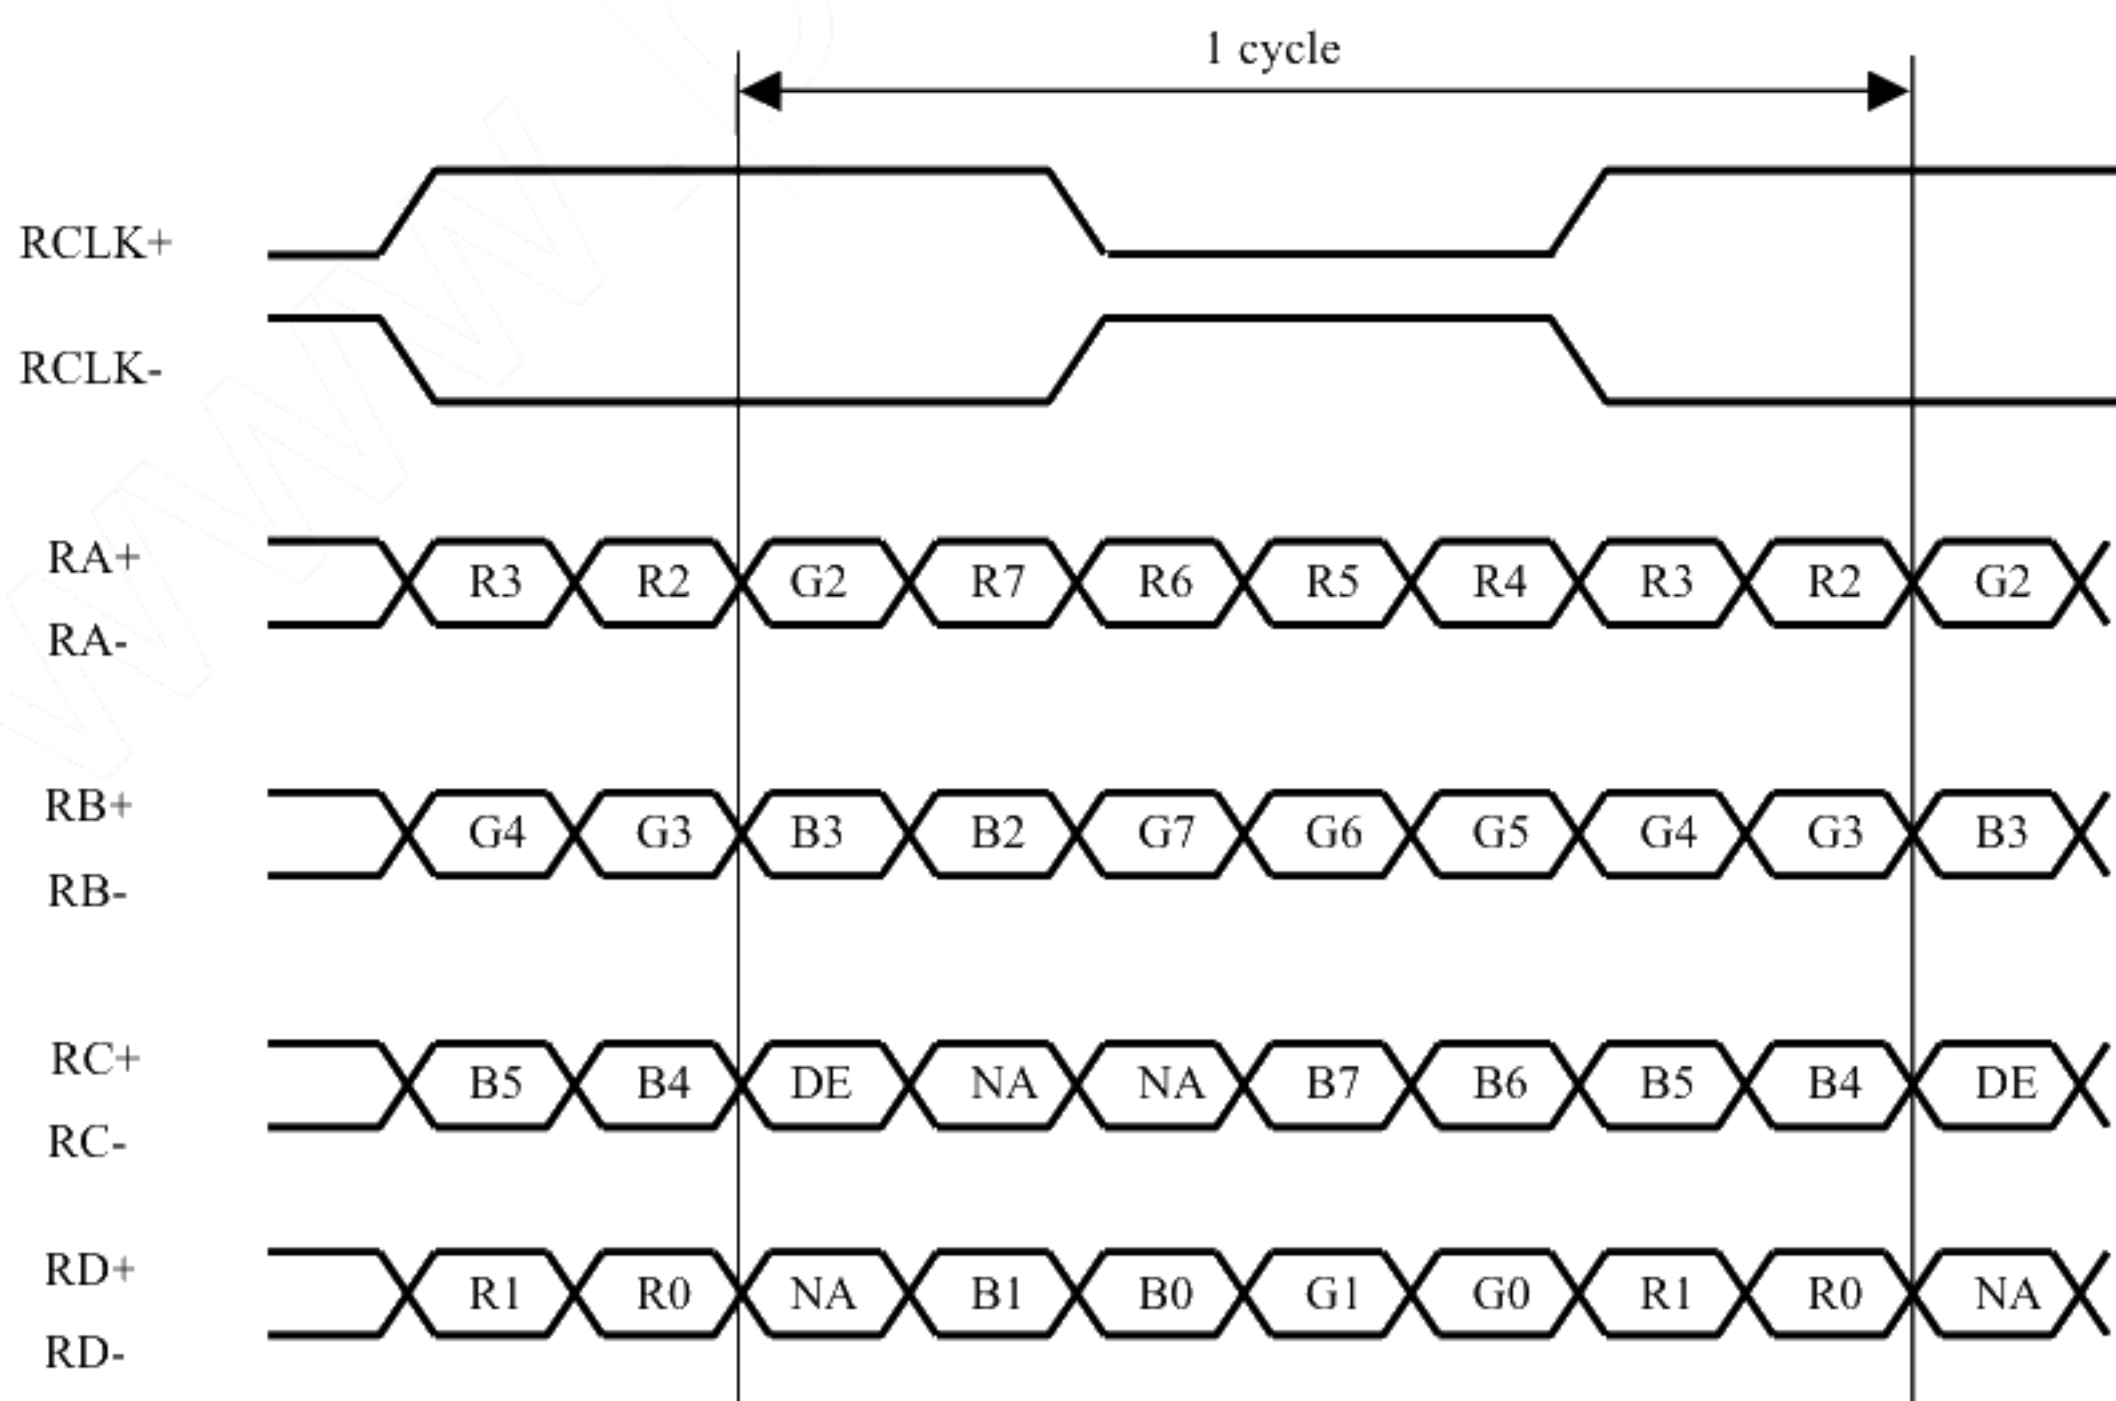 1 cycle
RCLK+
RCLK-
RA+
R3 R2 G2 R7 R6 R5 R4 R3 R2 G2
RA-
RB+
G4 G3 B3 B2 G7 G6 G5 G4 G3 B3
RB-
RC+
B5 B4 DE NA NA B7 B6 B5 B4 DE
RC-
RD+
R1 R0 NA B1 B0 G1 G0 R1 R0 NA
RD-